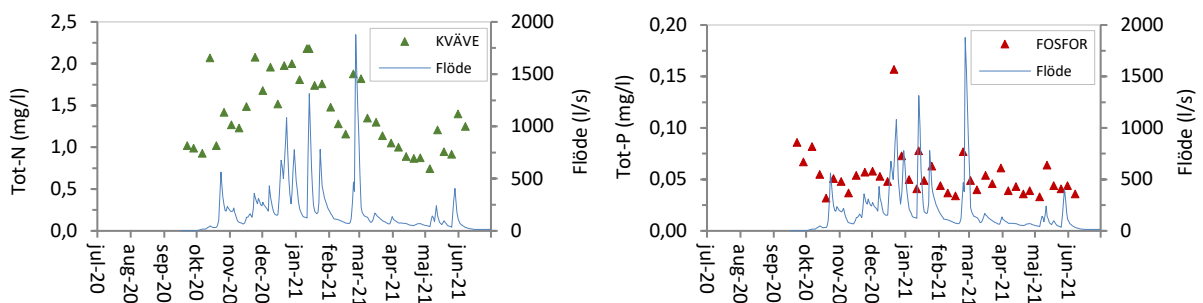 Tot-N (mg/l)
2,5
2,0
1,5
1,0
0,5
0,0
KVÄVE
Flöde
2000
1500
1000
500
0
Flöde (l/s)
jul-20
aug-20
sep-20
okt-20
nov-20
dec-20
jan-21
feb-21
mar-21
apr-21
maj-21
jun-21
Tot-P (mg/l)
0,20
0,15
0,10
0,05
0,00
FOSFOR
Flöde
2000
1500
1000
500
0
Flöde (l/s)
jul-20
aug-20
sep-20
okt-20
nov-20
dec-20
jan-21
feb-21
mar-21
apr-21
maj-21
jun-21